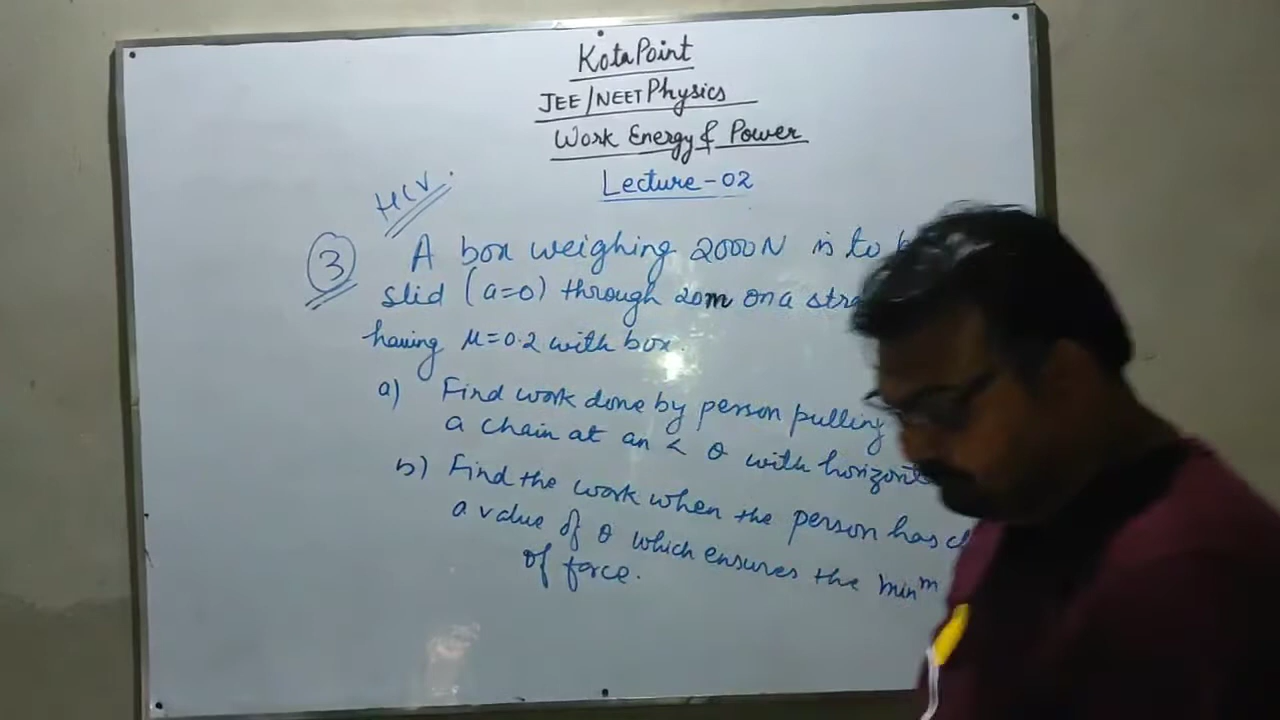 KotaPoint
JEE/NEET Physics
Work Energy & Power
Lecture-02
HCV.
3 A box weighing 2000N is to
slid (a=0) through 20m on a
having μ=0.2 with box.
a) Find work done by person pulling
a chain at an < θ with
b) Find the work when the person has
a value of θ which ensures the minᵐ
of force.